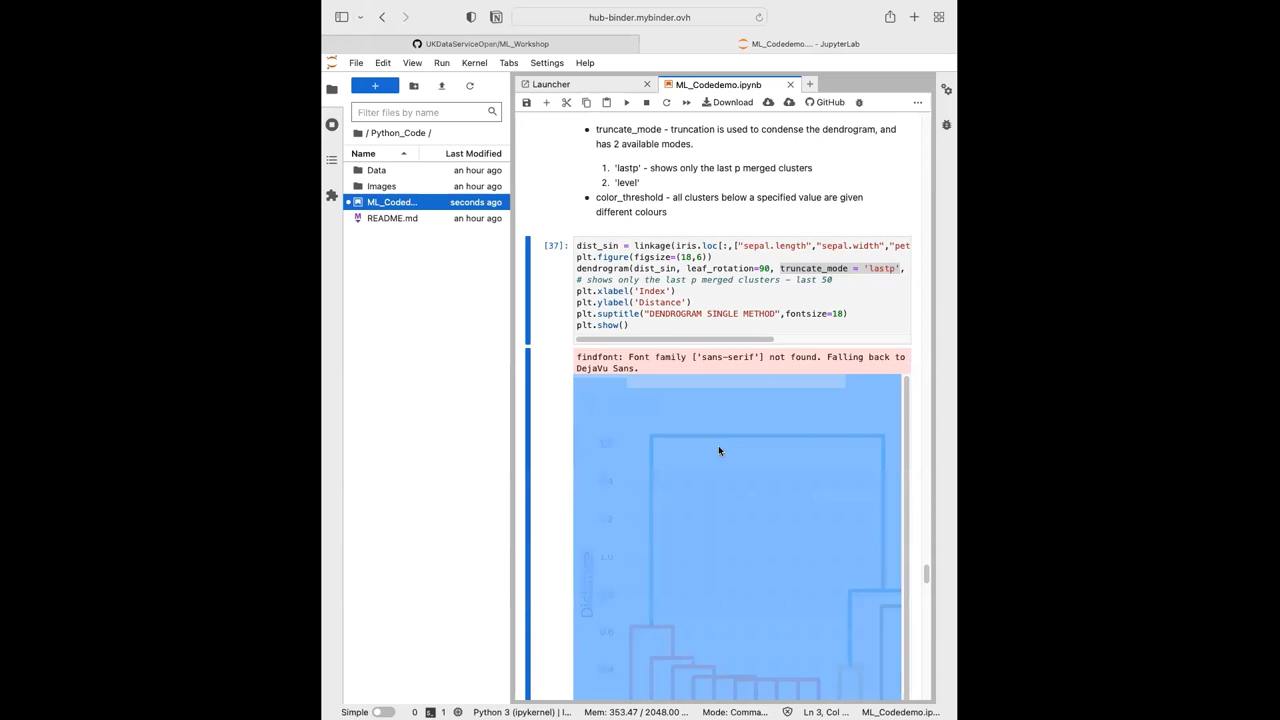 hub-binder.mybinder.ovh
UKDataServiceOpen/ML_Workshop
ML_Codedemo.... - JupyterLab
File Edit View Run Kernel Tabs Settings Help
Launcher
ML_Codedemo.ipynb
Download
GitHub
Filter files by name
/ Python_Code /
Name Last Modified
Data an hour ago
Images an hour ago
ML_Coded... seconds ago
README.md an hour ago
• truncate_mode - truncation is used to condense the dendrogram, and
has 2 available modes.
1. 'lastp' - shows only the last p merged clusters
2. 'level'
• color_threshold - all clusters below a specified value are given
different colours
[37]:
dist_sin = linkage(iris.loc[:,["sepal.length","sepal.width","pet
plt.figure(figsize=(18,6))
dendrogram(dist_sin, leaf_rotation=90, truncate_mode = 'lastp',
# shows only the last p merged clusters - last 50
plt.xlabel('Index')
plt.ylabel('Distance')
plt.suptitle("DENDROGRAM SINGLE METHOD",fontsize=18)
plt.show()
findfont: Font family ['sans-serif'] not found. Falling back to
DejaVu Sans.
1.0
Distance
Simple 0 1 Python 3 (ipykernel) | I... Mem: 353.47 / 2048.00 ... Mode: Comma... Ln 3, Col ... ML_Codedemo.ip...